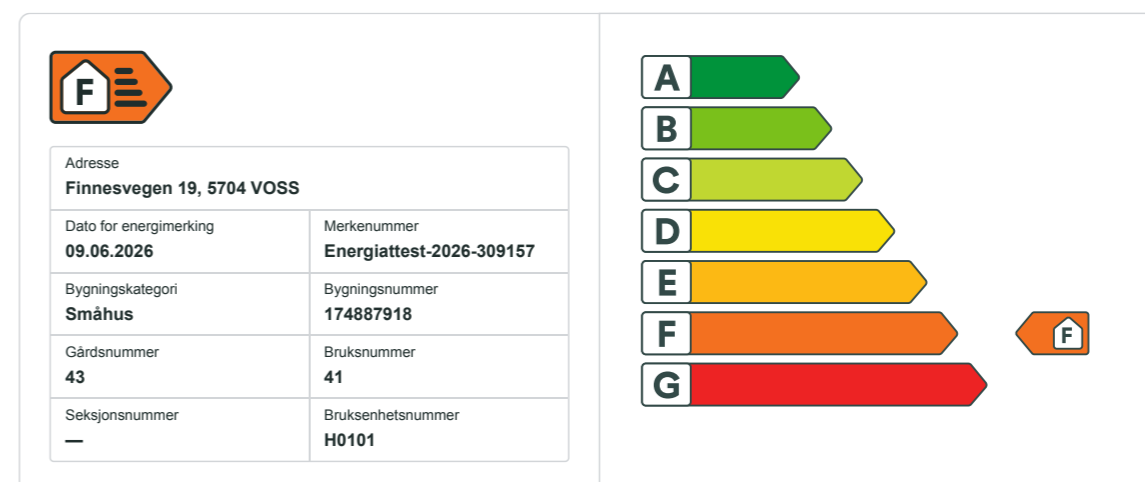 F
Adresse
Finnesvegen 19, 5704 VOSS
Dato for energimerking
09.06.2026
Merkenummer
Energiattest-2026-309157
Bygningskategori
Småhus
Bygningsnummer
174887918
Gårdsnummer
43
Bruksnummer
41
Seksjonsnummer
—
Bruksenhetsnummer
H0101
A
B
C
D
E
F
F
G